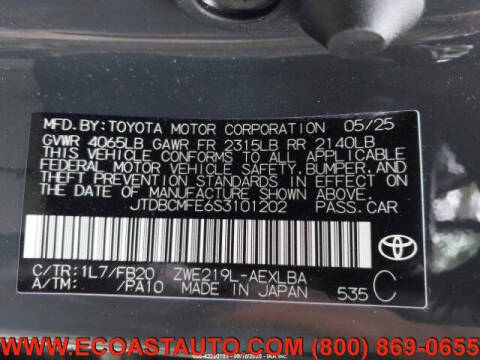 MFD. BY: TOYOTA MOTOR CORPORATION 05/25
GVWR 4065LB GAWR FR 2315LB RR 2140LB
THIS VEHICLE CONFORMS TO ALL APPLICABLE
FEDERAL MOTOR VEHICLE SAFETY, BUMPER, AND
THEFT PREVENTION STANDARDS IN EFFECT ON
THE DATE OF MANUFACTURE SHOWN ABOVE.
JTDBCMFE6S3101202 PASS. CAR
TOYOTA
C/TR: 1L7/FB20 ZWE219L-AEXLBA
A/TM: /PA10 MADE IN JAPAN 535 C
WWW.ECOASTAUTO.COM (800) 869-0655